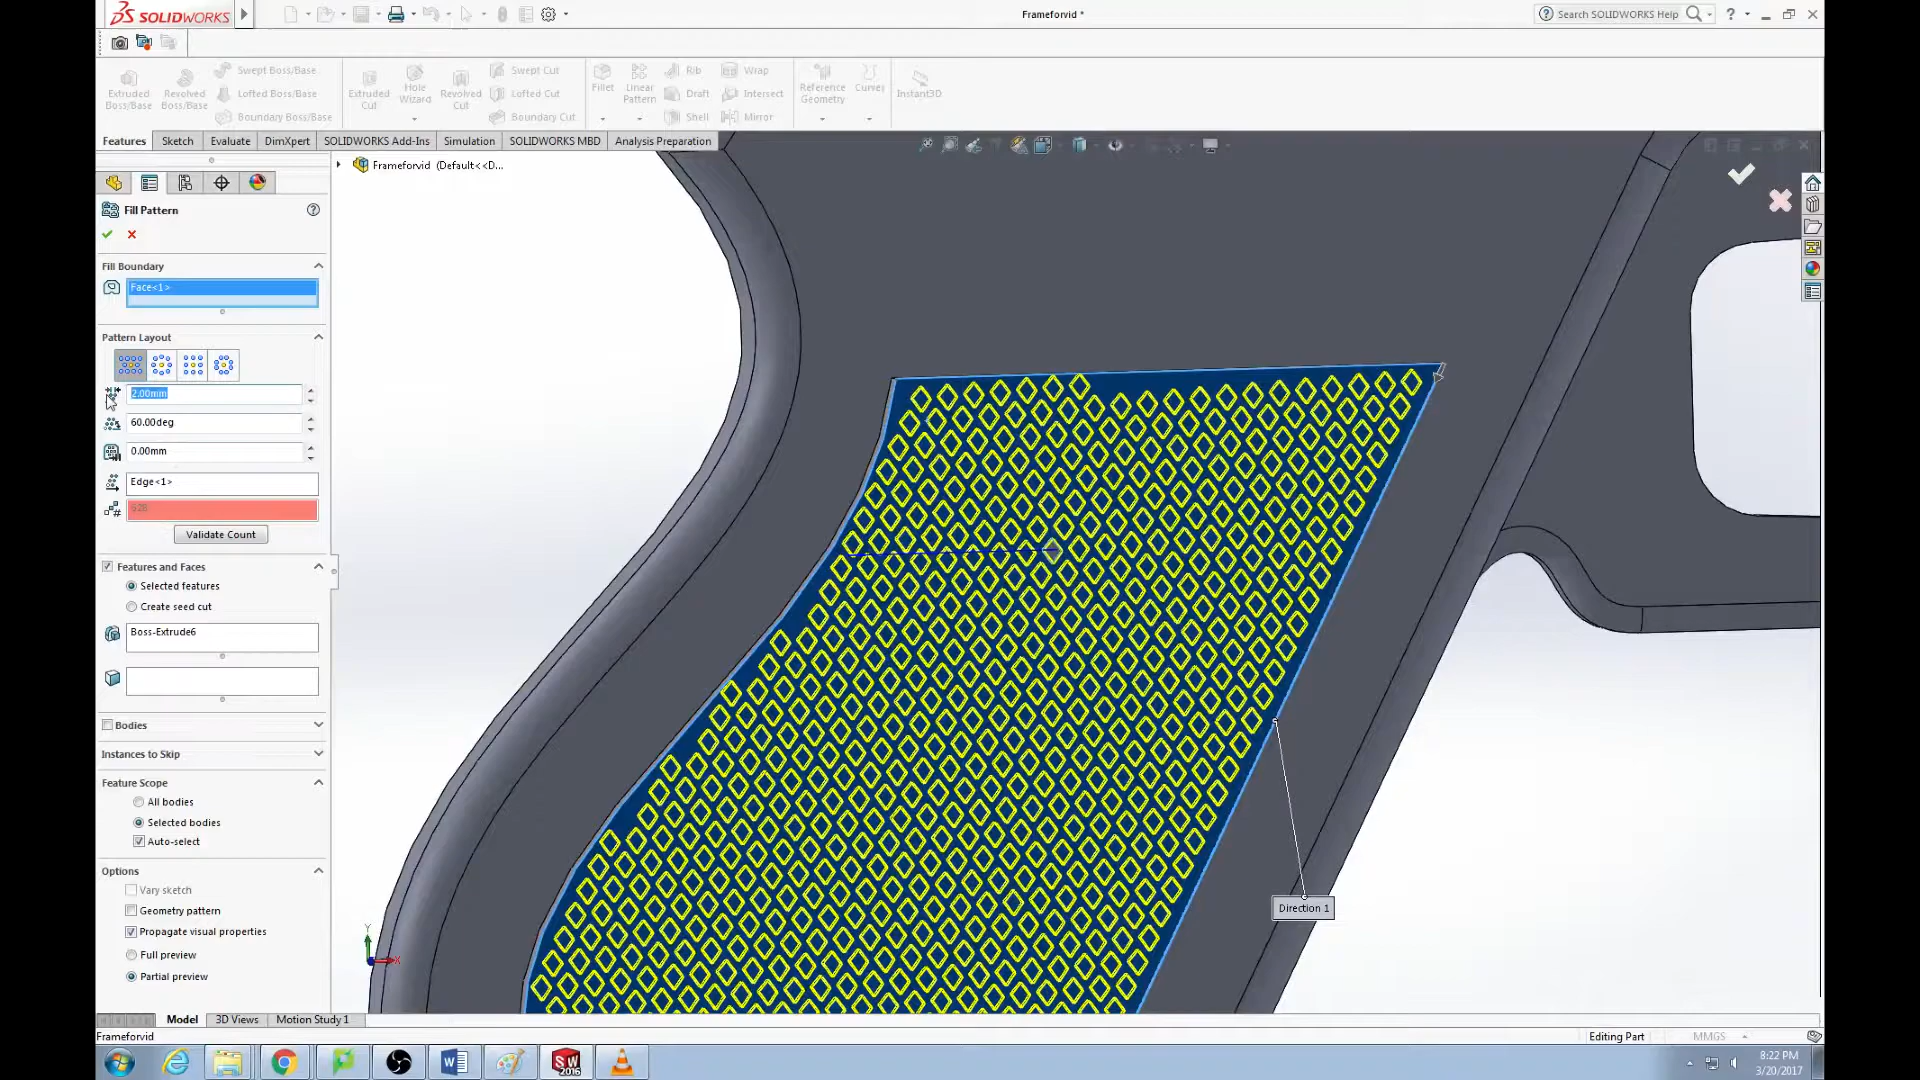 SOLIDWORKS
Frameforvid *
Search SOLIDWORKS Help
Extruded Boss/Base
Revolved Boss/Base
Swept Boss/Base
Lofted Boss/Base
Boundary Boss/Base
Extruded Cut
Hole Wizard
Revolved Cut
Swept Cut
Lofted Cut
Boundary Cut
Fillet
Linear Pattern
Rib
Draft
Shell
Wrap
Intersect
Mirror
Reference Geometry
Curves
Instant3D
Features
Sketch
Evaluate
DimXpert
SOLIDWORKS Add-Ins
Simulation
SOLIDWORKS MBD
Analysis Preparation
Frameforvid (Default<<D...
Fill Pattern
Fill Boundary
Face<1>
Pattern Layout
2.00mm
60.00deg
0.00mm
Edge<1>
628
Validate Count
Features and Faces
Selected features
Create seed cut
Boss-Extrude6
Bodies
Instances to Skip
Feature Scope
All bodies
Selected bodies
Auto-select
Options
Vary sketch
Geometry pattern
Propagate visual properties
Full preview
Partial preview
Direction 1
Y
X
Model
3D Views
Motion Study 1
Frameforvid
Editing Part
MMGS
SW
2016
8:22 PM
3/20/2017